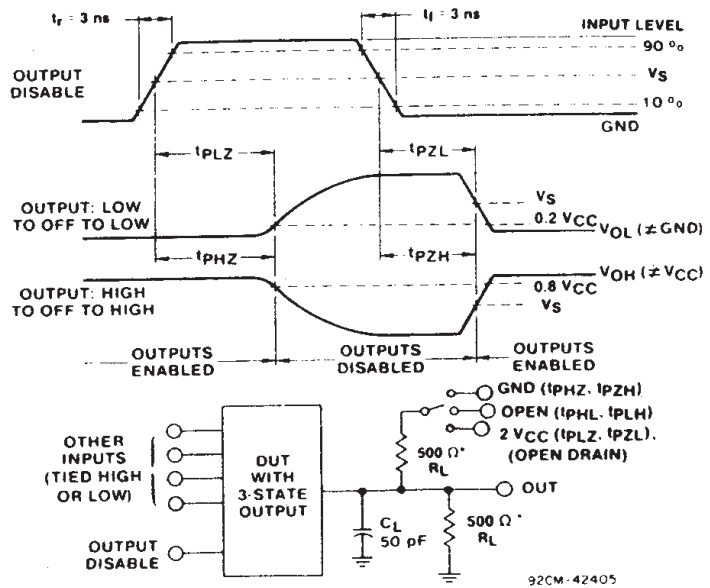 tr = 3 ns
tf = 3 ns
INPUT LEVEL
90 %
OUTPUT
DISABLE
VS
10 %
GND
tPLZ
tPZL
OUTPUT: LOW
TO OFF TO LOW
VS
0.2 VCC
VOL (≠ GND)
tPHZ
tPZH
OUTPUT: HIGH
TO OFF TO HIGH
VOH (≠ VCC)
0.8 VCC
VS
OUTPUTS
ENABLED
OUTPUTS
DISABLED
OUTPUTS
ENABLED
OTHER
INPUTS
(TIED HIGH
OR LOW)
OUTPUT
DISABLE
DUT
WITH
3-STATE
OUTPUT
GND (tPHZ, tPZH)
OPEN (tPHL, tPLH)
2 VCC (tPLZ, tPZL),
(OPEN DRAIN)
500 Ω*
RL
OUT
CL
50 pF
500 Ω*
RL
92CM-42405